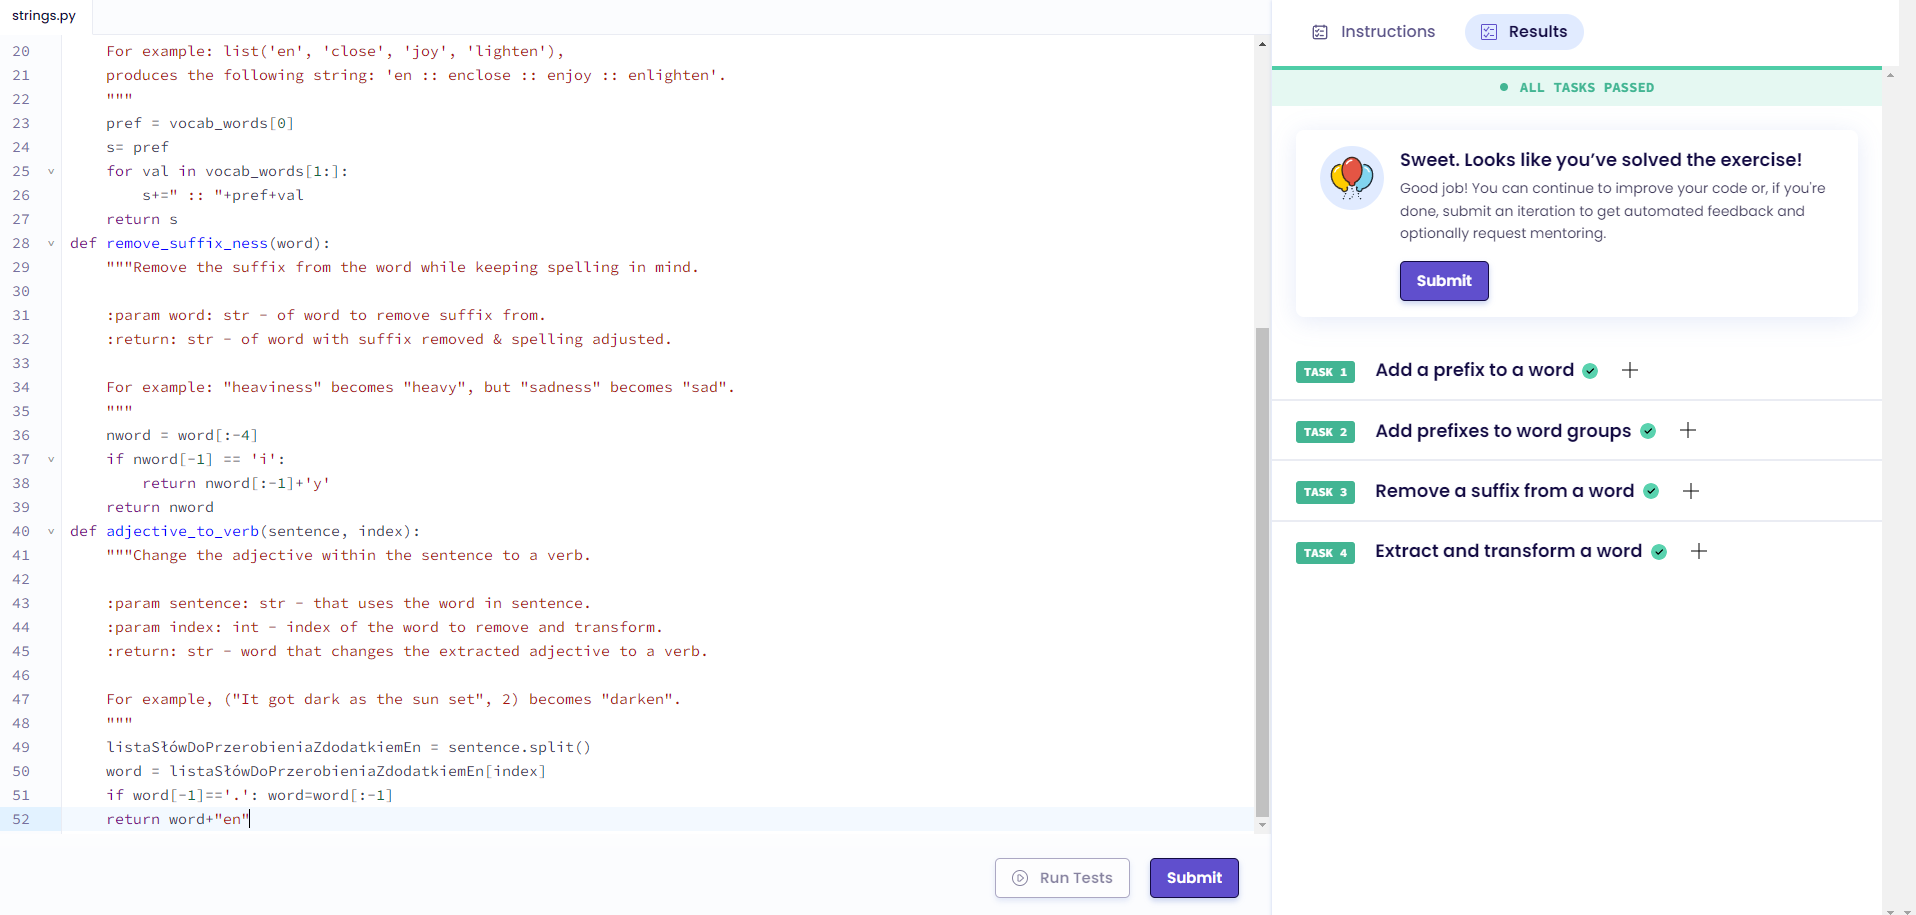 strings.py
20 For example: list('en', 'close', 'joy', 'lighten'),
21 produces the following string: 'en :: enclose :: enjoy :: enlighten'.
22 """
23 pref = vocab_words[0]
24 s= pref
25 for val in vocab_words[1:]:
26 s+=" :: "+pref+val
27 return s
28 def remove_suffix_ness(word):
29 """Remove the suffix from the word while keeping spelling in mind.
30
31 :param word: str - of word to remove suffix from.
32 :return: str - of word with suffix removed & spelling adjusted.
33
34 For example: "heaviness" becomes "heavy", but "sadness" becomes "sad".
35 """
36 nword = word[:-4]
37 if nword[-1] == 'i':
38 return nword[:-1]+'y'
39 return nword
40 def adjective_to_verb(sentence, index):
41 """Change the adjective within the sentence to a verb.
42
43 :param sentence: str - that uses the word in sentence.
44 :param index: int - index of the word to remove and transform.
45 :return: str - word that changes the extracted adjective to a verb.
46
47 For example, ("It got dark as the sun set", 2) becomes "darken".
48 """
49 listaSłówDoPrzerobieniaZdodatkiemEn = sentence.split()
50 word = listaSłówDoPrzerobieniaZdodatkiemEn[index]
51 if word[-1]=='.': word=word[:-1]
52 return word+"en"
Run Tests
Submit
Instructions
Results
ALL TASKS PASSED
Sweet. Looks like you've solved the exercise!
Good job! You can continue to improve your code or, if you're
done, submit an iteration to get automated feedback and
optionally request mentoring.
Submit
TASK 1 Add a prefix to a word
TASK 2 Add prefixes to word groups
TASK 3 Remove a suffix from a word
TASK 4 Extract and transform a word